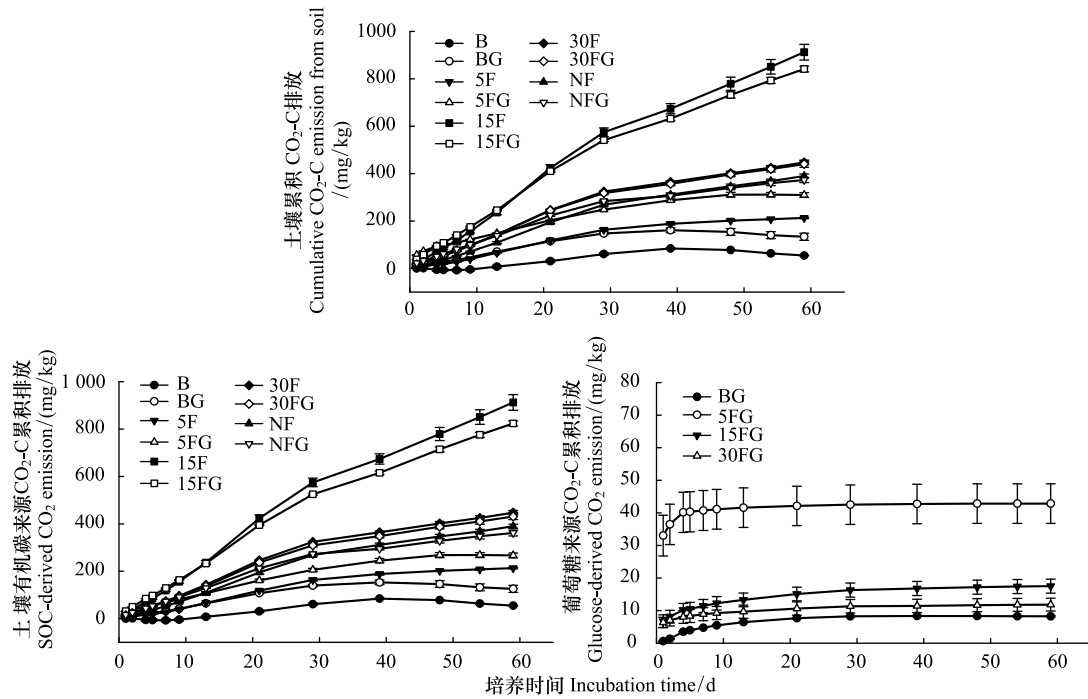 土壤累积 CO₂-C排放
Cumulative CO₂-C emission from soil
/(mg/kg)
1000
800
600
400
200
0
B
BG
5F
5FG
15F
15FG
30F
30FG
NF
NFG
0
10
20
30
40
50
60
土壤有机碳来源CO₂-C累积排放
SOC-derived CO₂ emission/(mg/kg)
1 000
800
600
400
200
0
B
BG
5F
5FG
15F
15FG
30F
30FG
NF
NFG
0
10
20
30
40
50
60
葡萄糖来源CO₂-C累积排放
Glucose-derived CO₂ emission/(mg/kg)
80
70
60
50
40
30
20
10
0
BG
5FG
15FG
30FG
0
10
20
30
40
50
60
培养时间 Incubation time/d